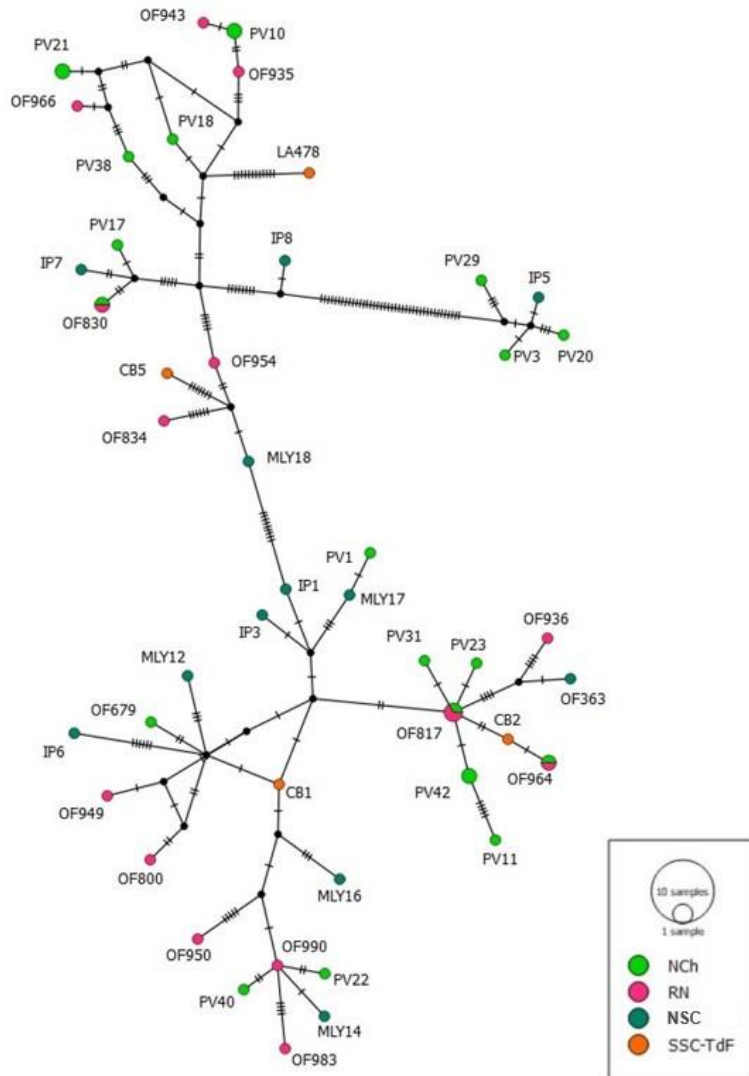 OF943
PV10
PV21
OF935
OF966
PV18
PV38
LA478
PV17
IP7
IP8
PV29
IP5
OF830
PV3
PV20
OF954
CB5
OF834
MLY18
PV1
IP1
MLY17
IP3
OF936
PV31
PV23
MLY12
OF363
OF679
CB2
OF817
IP6
OF964
CB1
PV42
OF949
PV11
OF800
MLY16
OF950
OF990
PV22
PV40
MLY14
OF983
10 samples
1 sample
NCh
RN
NSC
SSC-TdF